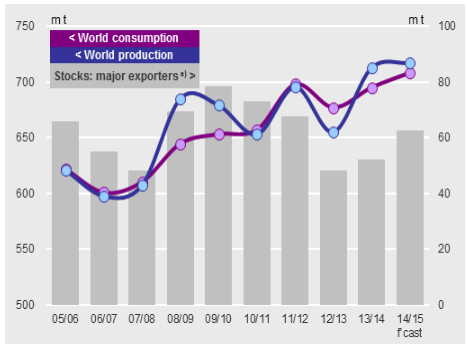 m t
m t
750
100
< World consumption
< World production
Stocks: major exporters a) >
700
80
650
60
600
40
550
20
500
0
05/06 06/07 07/08 08/09 09/10 10/11 11/12 12/13 13/14 14/15
f'cast